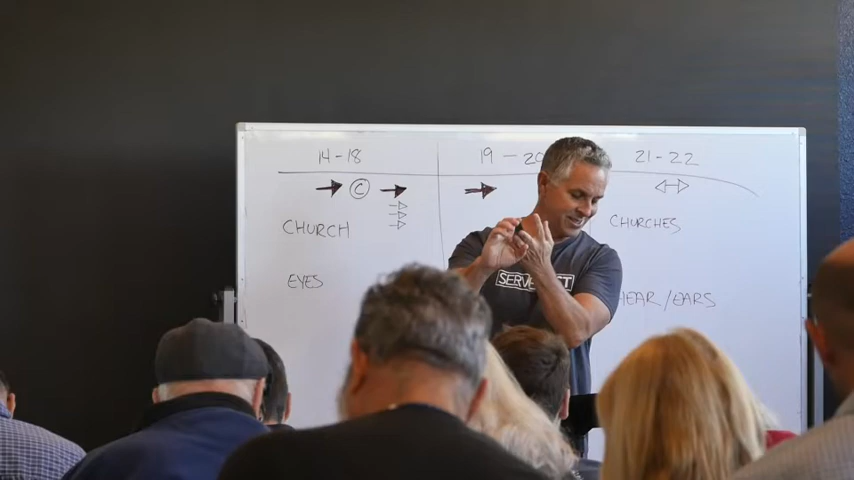 14-18
19-20
21-22
C
CHURCH
CHURCHES
EYES
HEAR/EARS